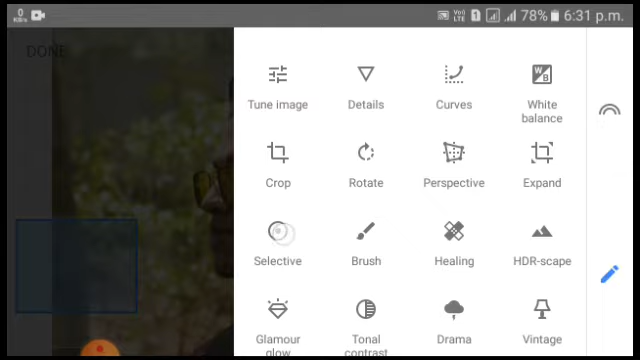 0
KB/s
Vo)
LTE
1
78%
6:31 p.m.
DONE
Tune image
Details
Curves
White
balance
Crop
Rotate
Perspective
Expand
Selective
Brush
Healing
HDR-scape
Glamour
glow
Tonal
contrast
Drama
Vintage